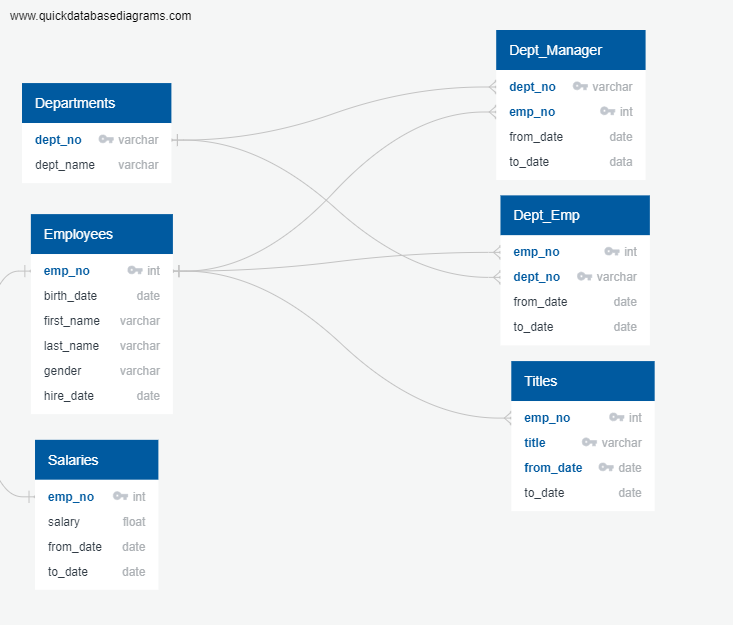 www.quickdatabasediagrams.com
Departments
dept_no varchar
dept_name varchar
Employees
emp_no int
birth_date date
first_name varchar
last_name varchar
gender varchar
hire_date date
Salaries
emp_no int
salary float
from_date date
to_date date
Dept_Manager
dept_no varchar
emp_no int
from_date date
to_date data
Dept_Emp
emp_no int
dept_no varchar
from_date date
to_date date
Titles
emp_no int
title varchar
from_date date
to_date date